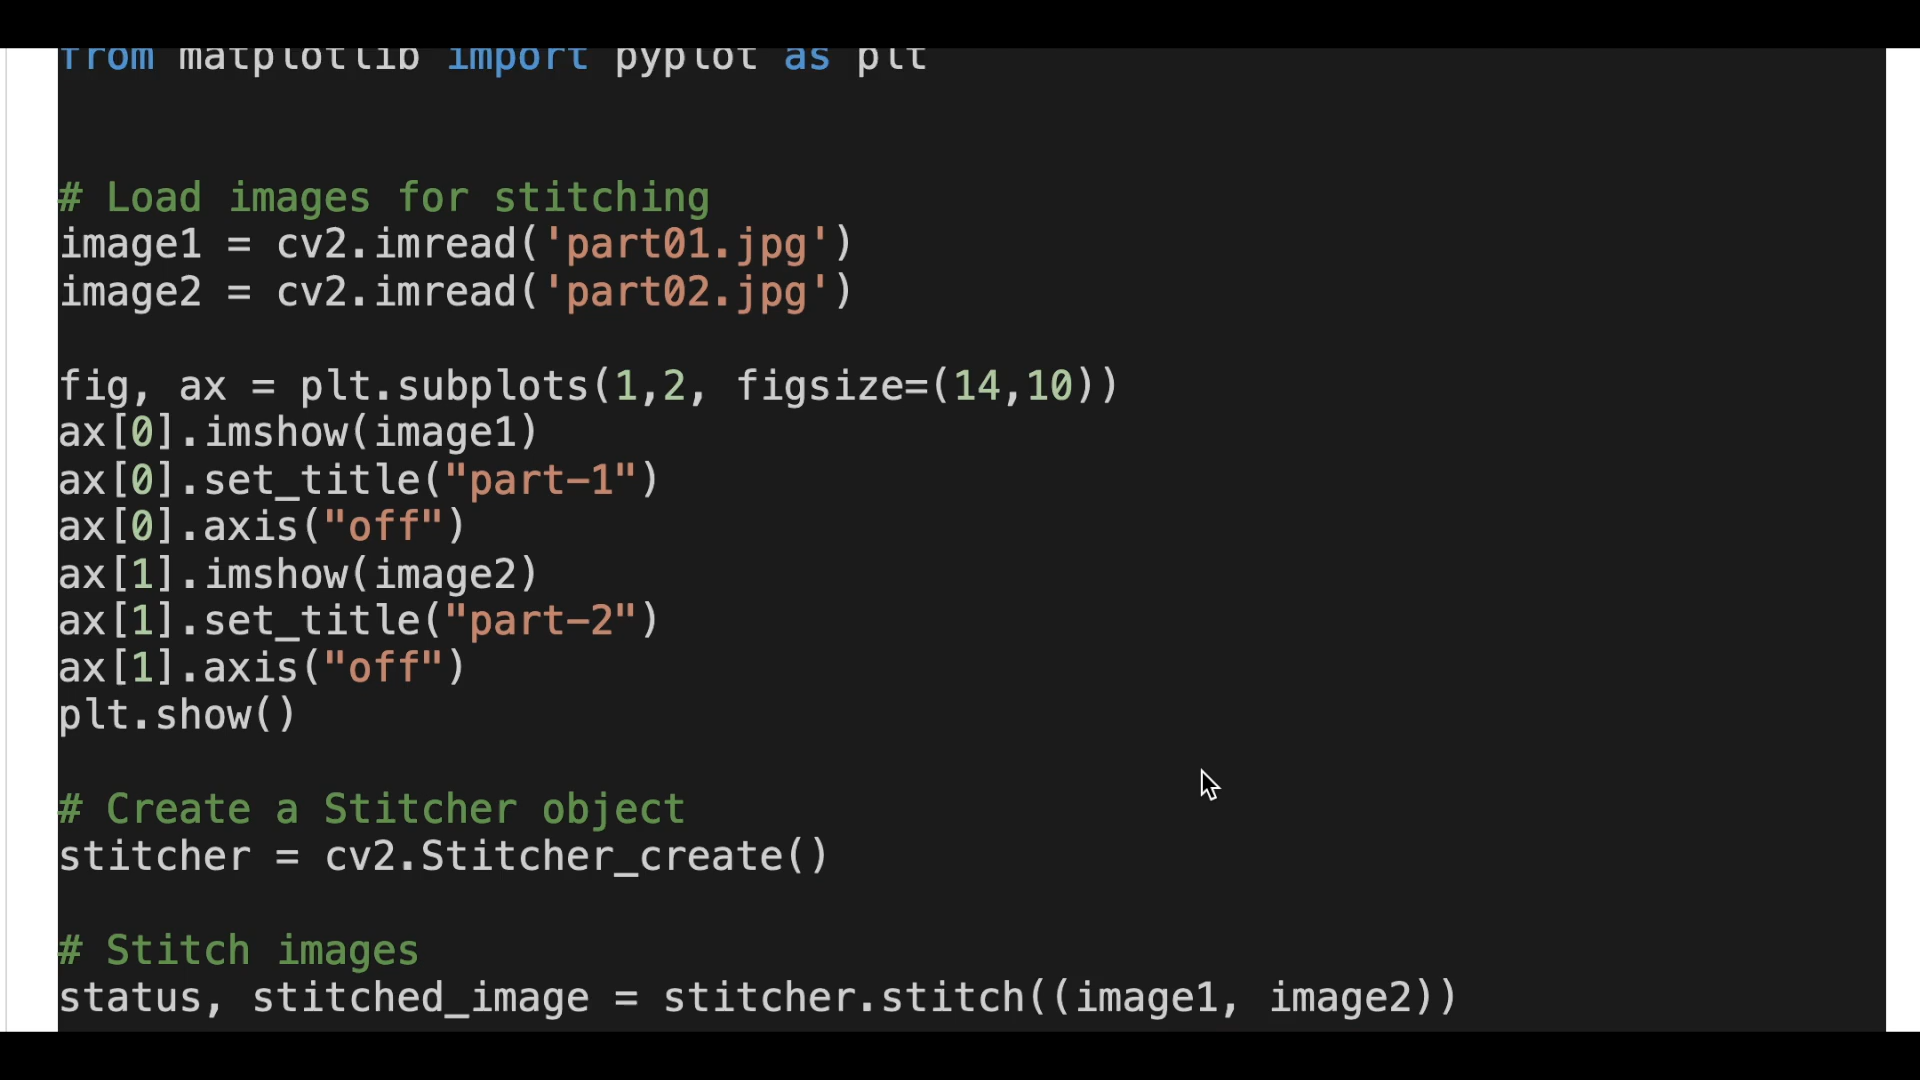 from matplotlib import pyplot as plt
# Load images for stitching
image1 = cv2.imread('part01.jpg')
image2 = cv2.imread('part02.jpg')
fig, ax = plt.subplots(1,2, figsize=(14,10))
ax[0].imshow(image1)
ax[0].set_title("part-1")
ax[0].axis("off")
ax[1].imshow(image2)
ax[1].set_title("part-2")
ax[1].axis("off")
plt.show()
# Create a Stitcher object
stitcher = cv2.Stitcher_create()
# Stitch images
status, stitched_image = stitcher.stitch((image1, image2))